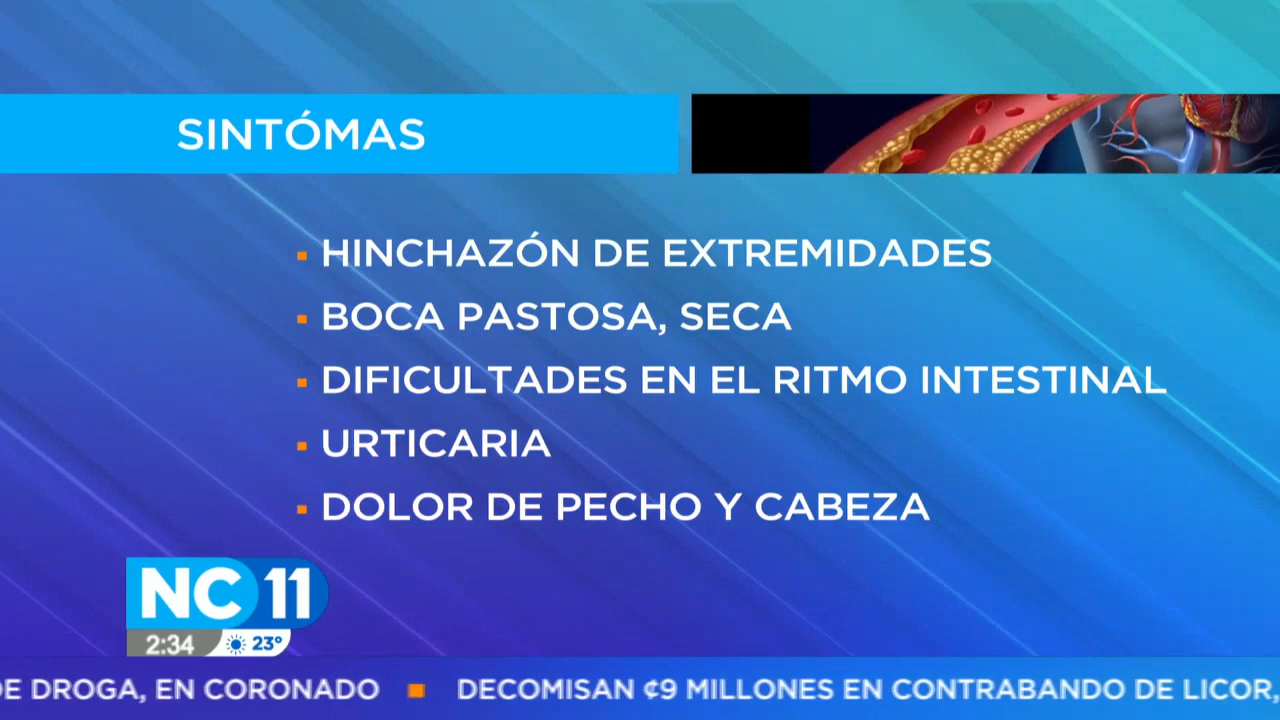 SINTÓMAS
HINCHAZÓN DE EXTREMIDADES
BOCA PASTOSA, SECA
DIFICULTADES EN EL RITMO INTESTINAL
URTICARIA
DOLOR DE PECHO Y CABEZA
NC 11
2:34 23°
DE DROGA, EN CORONADO ▪ DECOMISAN ¢9 MILLONES EN CONTRABANDO DE LICOR,